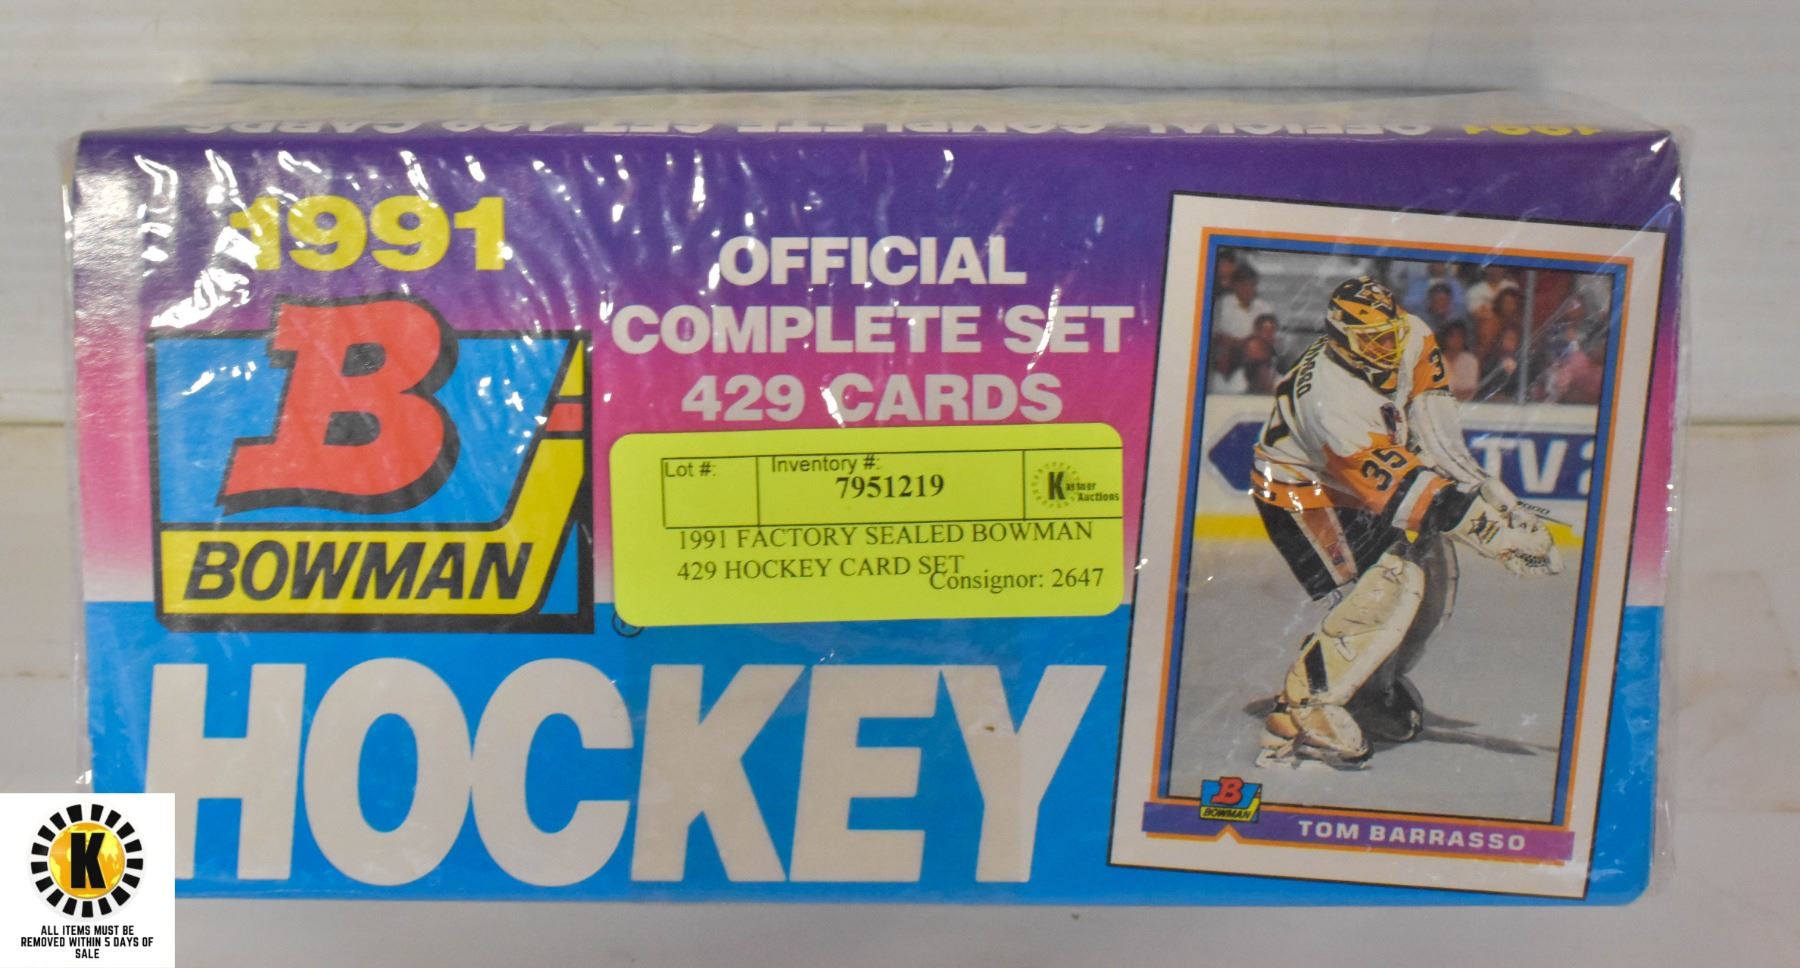 1991 OFFICIAL COMPLETE SET 429 CARDS
1991
B
BOWMAN
®
OFFICIAL
COMPLETE SET
429 CARDS
Lot #:
Inventory #:
7951219
Kastner
Auctions
1991 FACTORY SEALED BOWMAN
429 HOCKEY CARD SET
Consignor: 2647
HOCKEY
35
TV
B
BOWMAN
TOM BARRASSO
K
ALL ITEMS MUST BE
REMOVED WITHIN 5 DAYS OF
SALE